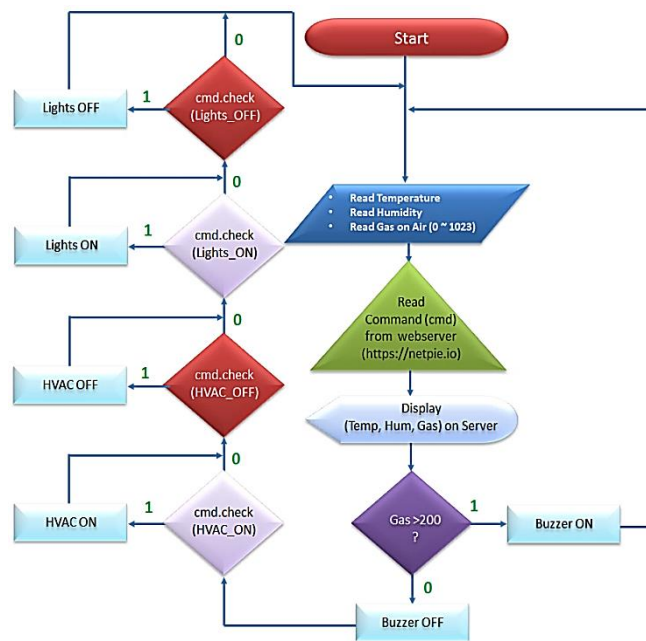 Start
• Read Temperature
• Read Humidity
• Read Gas on Air (0 ~ 1023)
Read
Command (cmd)
from webserver
(https://netpie.io)
Display
(Temp, Hum, Gas) on Server
Gas >200
?
1
Buzzer ON
0
Buzzer OFF
cmd.check
(HVAC_ON)
1
HVAC ON
0
cmd.check
(HVAC_OFF)
1
HVAC OFF
0
cmd.check
(Lights_ON)
1
Lights ON
0
cmd.check
(Lights_OFF)
1
Lights OFF
0